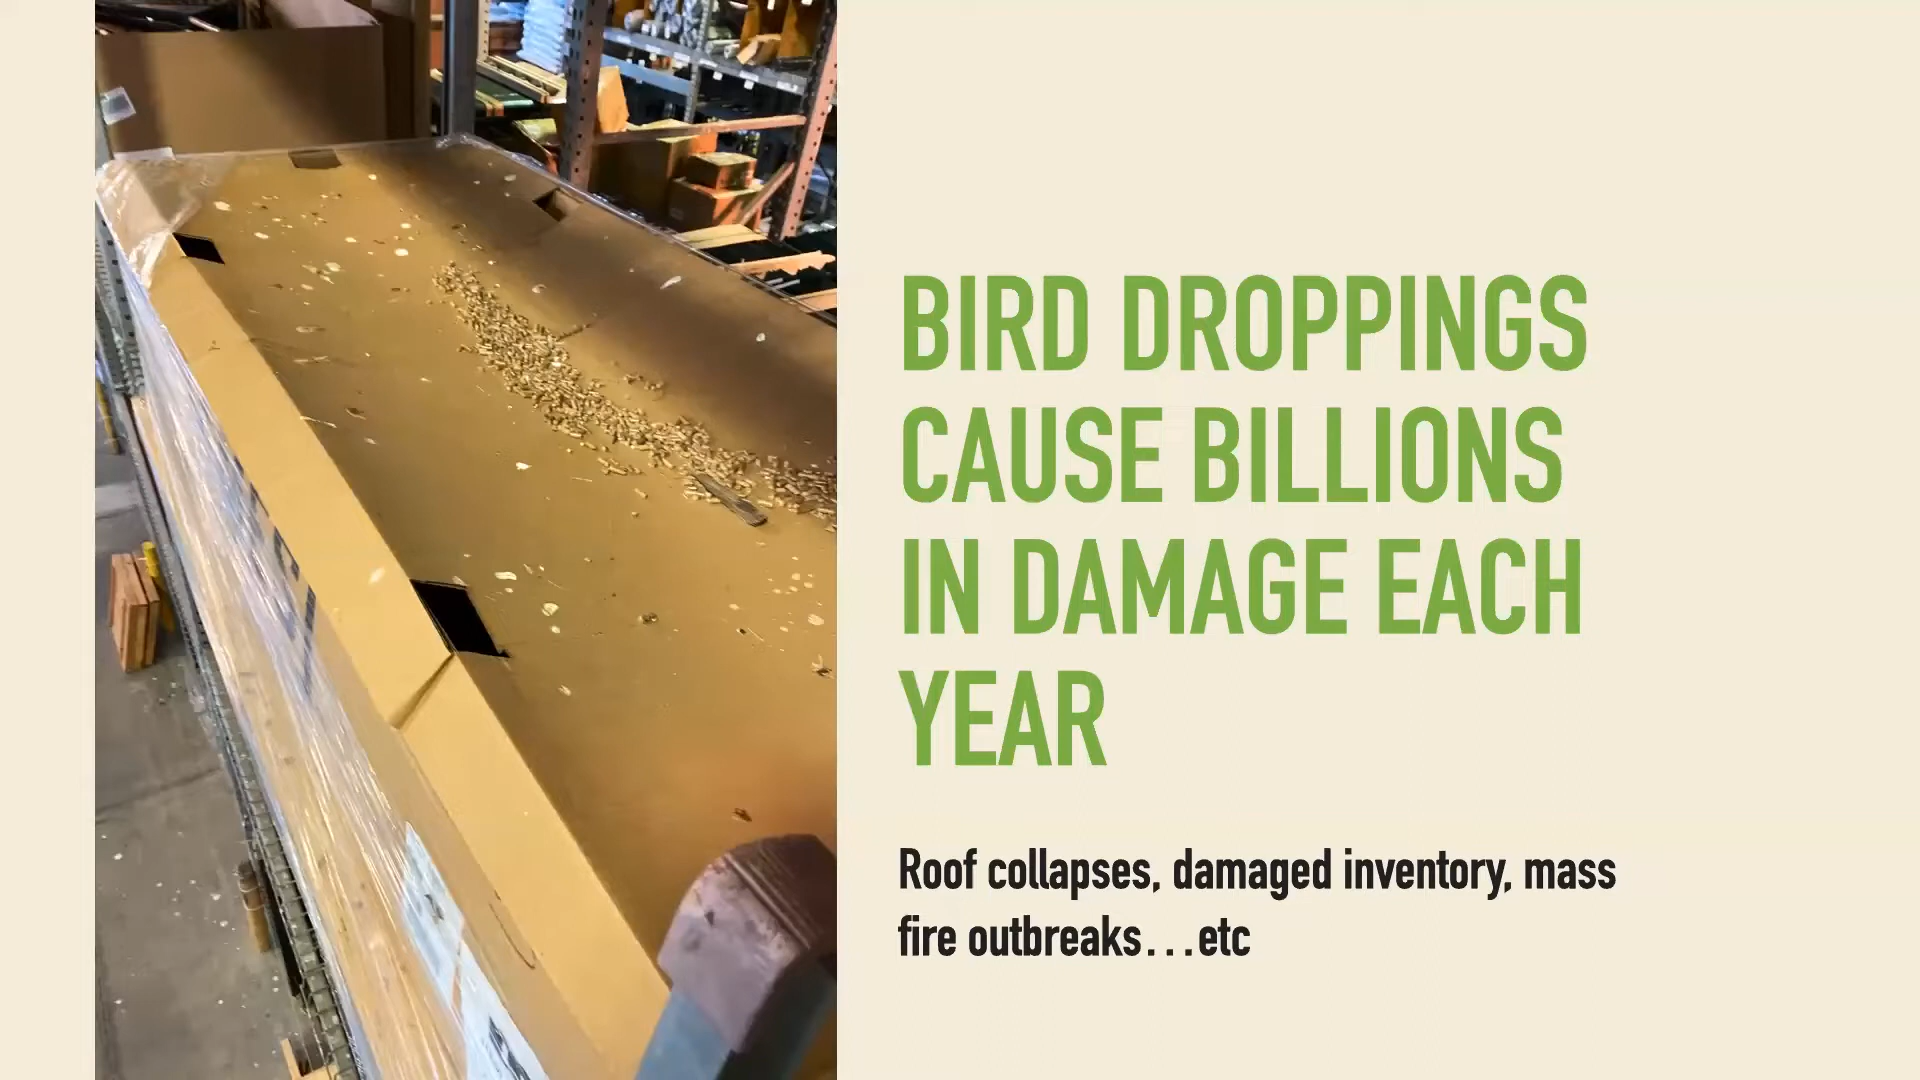 BIRD DROPPINGS
CAUSE BILLIONS
IN DAMAGE EACH
YEAR
Roof collapses, damaged inventory, mass
fire outbreaks...etc